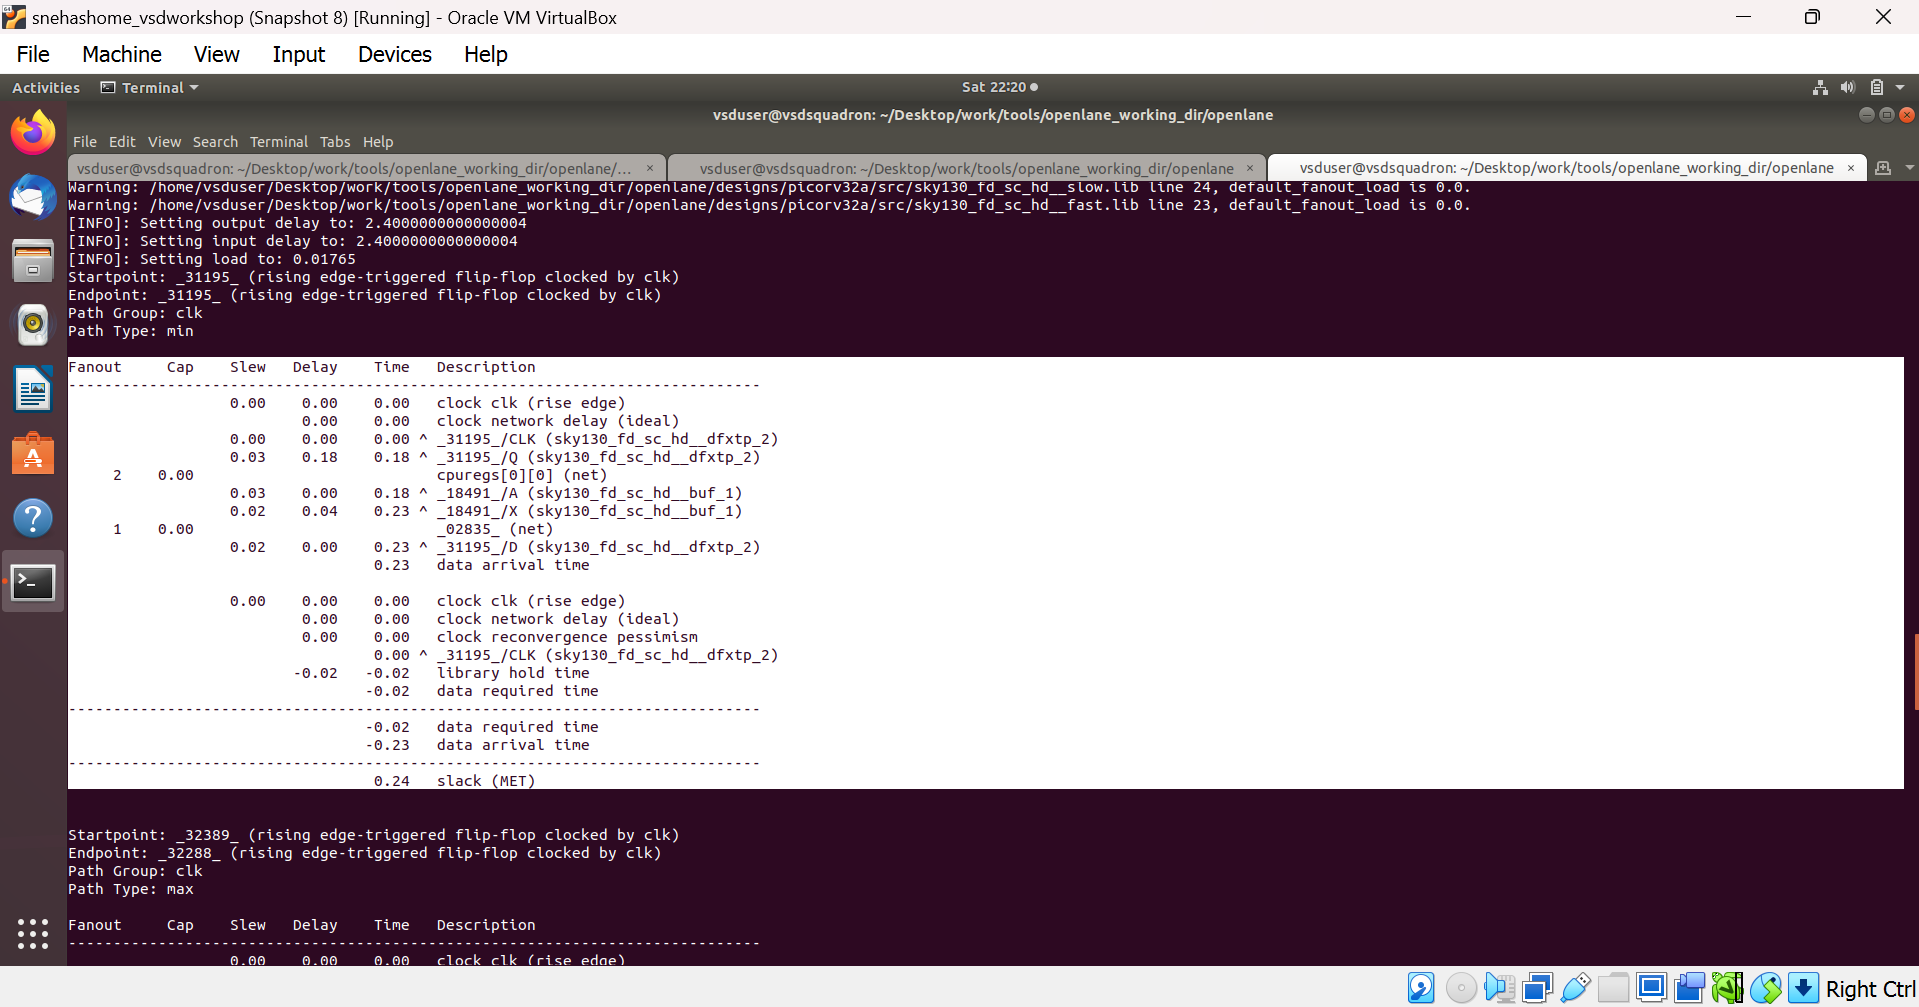 snehashome_vsdworkshop (Snapshot 8) [Running] - Oracle VM VirtualBox
File Machine View Input Devices Help
Activities Terminal Sat 22:20
vsduser@vsdsquadron: ~/Desktop/work/tools/openlane_working_dir/openlane
File Edit View Search Terminal Tabs Help
vsduser@vsdsquadron: ~/Desktop/work/tools/openlane_working_dir/openlane/... × vsduser@vsdsquadron: ~/Desktop/work/tools/openlane_working_dir/openlane × vsduser@vsdsquadron: ~/Desktop/work/tools/openlane_working_dir/openlane ×
Warning: /home/vsduser/Desktop/work/tools/openlane_working_dir/openlane/designs/picorv32a/src/sky130_fd_sc_hd__slow.lib line 24, default_fanout_load is 0.0.
Warning: /home/vsduser/Desktop/work/tools/openlane_working_dir/openlane/designs/picorv32a/src/sky130_fd_sc_hd__fast.lib line 23, default_fanout_load is 0.0.
[INFO]: Setting output delay to: 2.4000000000000004
[INFO]: Setting input delay to: 2.4000000000000004
[INFO]: Setting load to: 0.01765
Startpoint: _31195_ (rising edge-triggered flip-flop clocked by clk)
Endpoint: _31195_ (rising edge-triggered flip-flop clocked by clk)
Path Group: clk
Path Type: min
Fanout Cap Slew Delay Time Description
-----------------------------------------------------------------------------
0.00 0.00 0.00 clock clk (rise edge)
0.00 0.00 clock network delay (ideal)
0.00 0.00 0.00 ^ _31195_/CLK (sky130_fd_sc_hd__dfxtp_2)
0.03 0.18 0.18 ^ _31195_/Q (sky130_fd_sc_hd__dfxtp_2)
2 0.00 cpuregs[0][0] (net)
0.03 0.00 0.18 ^ _18491_/A (sky130_fd_sc_hd__buf_1)
0.02 0.04 0.23 ^ _18491_/X (sky130_fd_sc_hd__buf_1)
1 0.00 _02835_ (net)
0.02 0.00 0.23 ^ _31195_/D (sky130_fd_sc_hd__dfxtp_2)
0.23 data arrival time
0.00 0.00 0.00 clock clk (rise edge)
0.00 0.00 clock network delay (ideal)
0.00 0.00 clock reconvergence pessimism
0.00 ^ _31195_/CLK (sky130_fd_sc_hd__dfxtp_2)
-0.02 -0.02 library hold time
-0.02 data required time
-----------------------------------------------------------------------------
-0.02 data required time
-0.23 data arrival time
-----------------------------------------------------------------------------
0.24 slack (MET)
Startpoint: _32389_ (rising edge-triggered flip-flop clocked by clk)
Endpoint: _32288_ (rising edge-triggered flip-flop clocked by clk)
Path Group: clk
Path Type: max
Fanout Cap Slew Delay Time Description
-----------------------------------------------------------------------------
0.00 0.00 0.00 clock clk (rise edge)
Right Ctrl